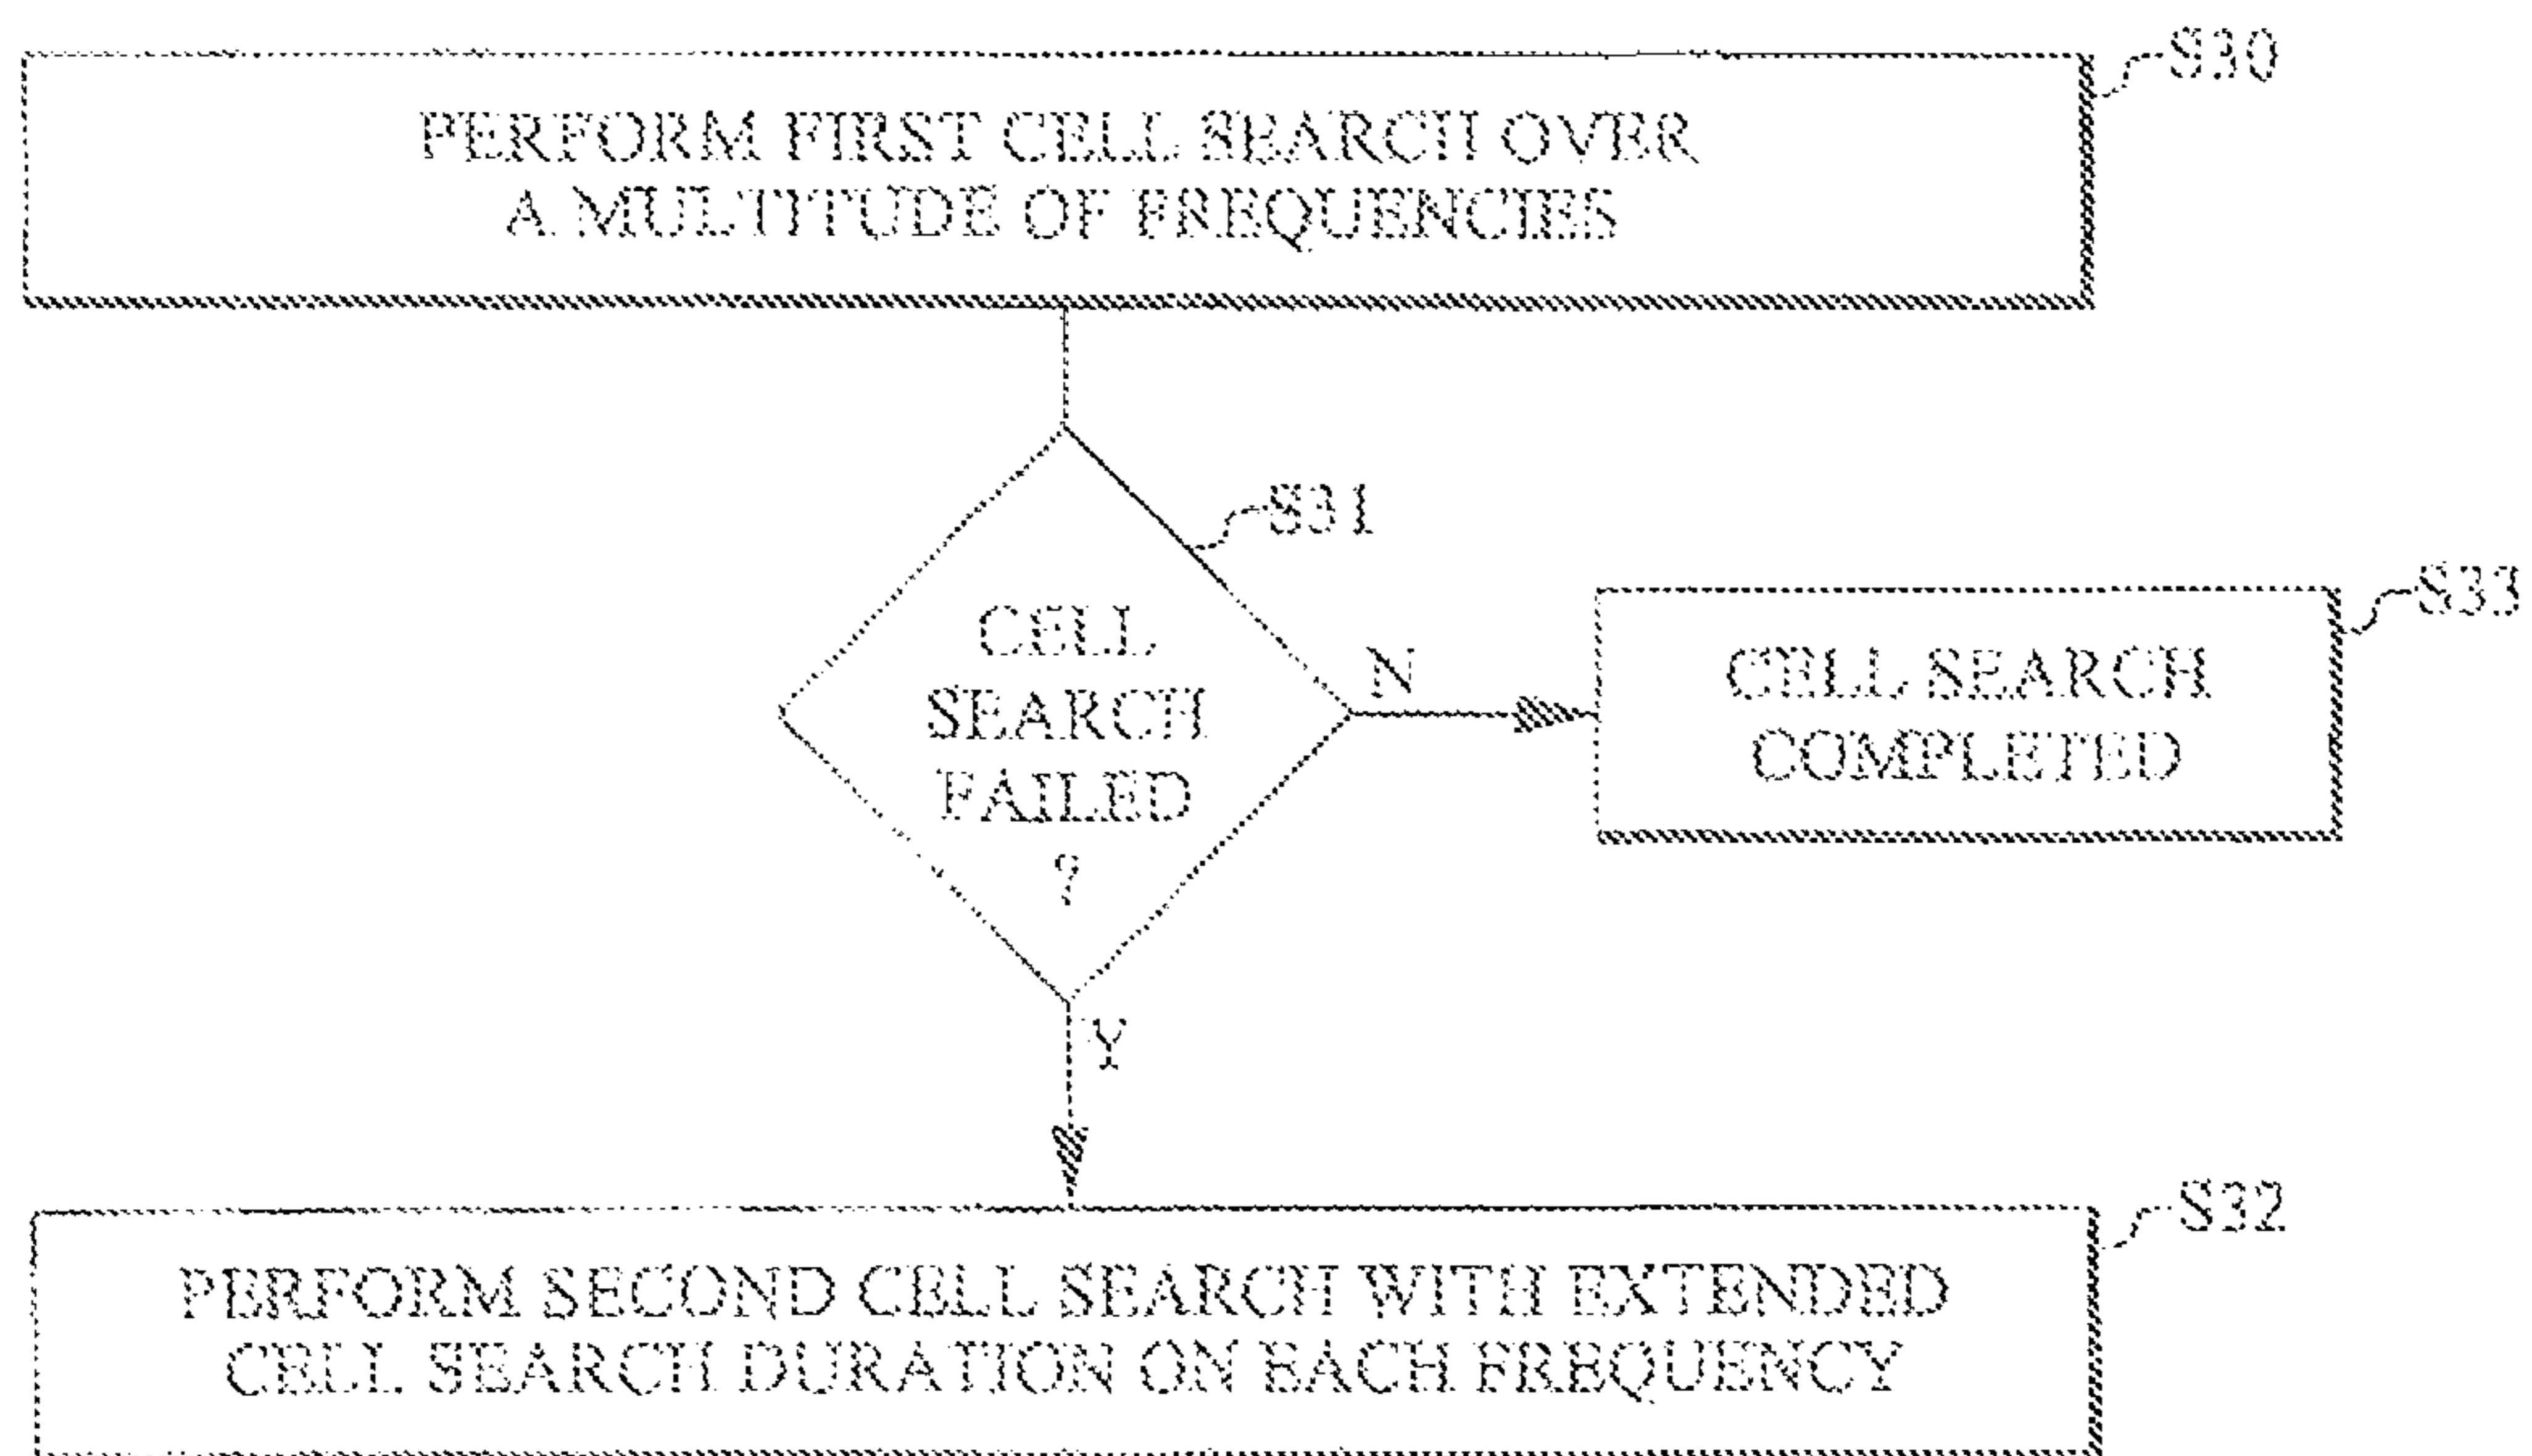 S30
PERFORM FIRST CELL SEARCH OVER
A MULTITUDE OF FREQUENCIES
S31
CELL
SEARCH
FAILED
?
N
S33
CELL SEARCH
COMPLETED
Y
S32
PERFORM SECOND CELL SEARCH WITH EXTENDED
CELL SEARCH DURATION ON EACH FREQUENCY